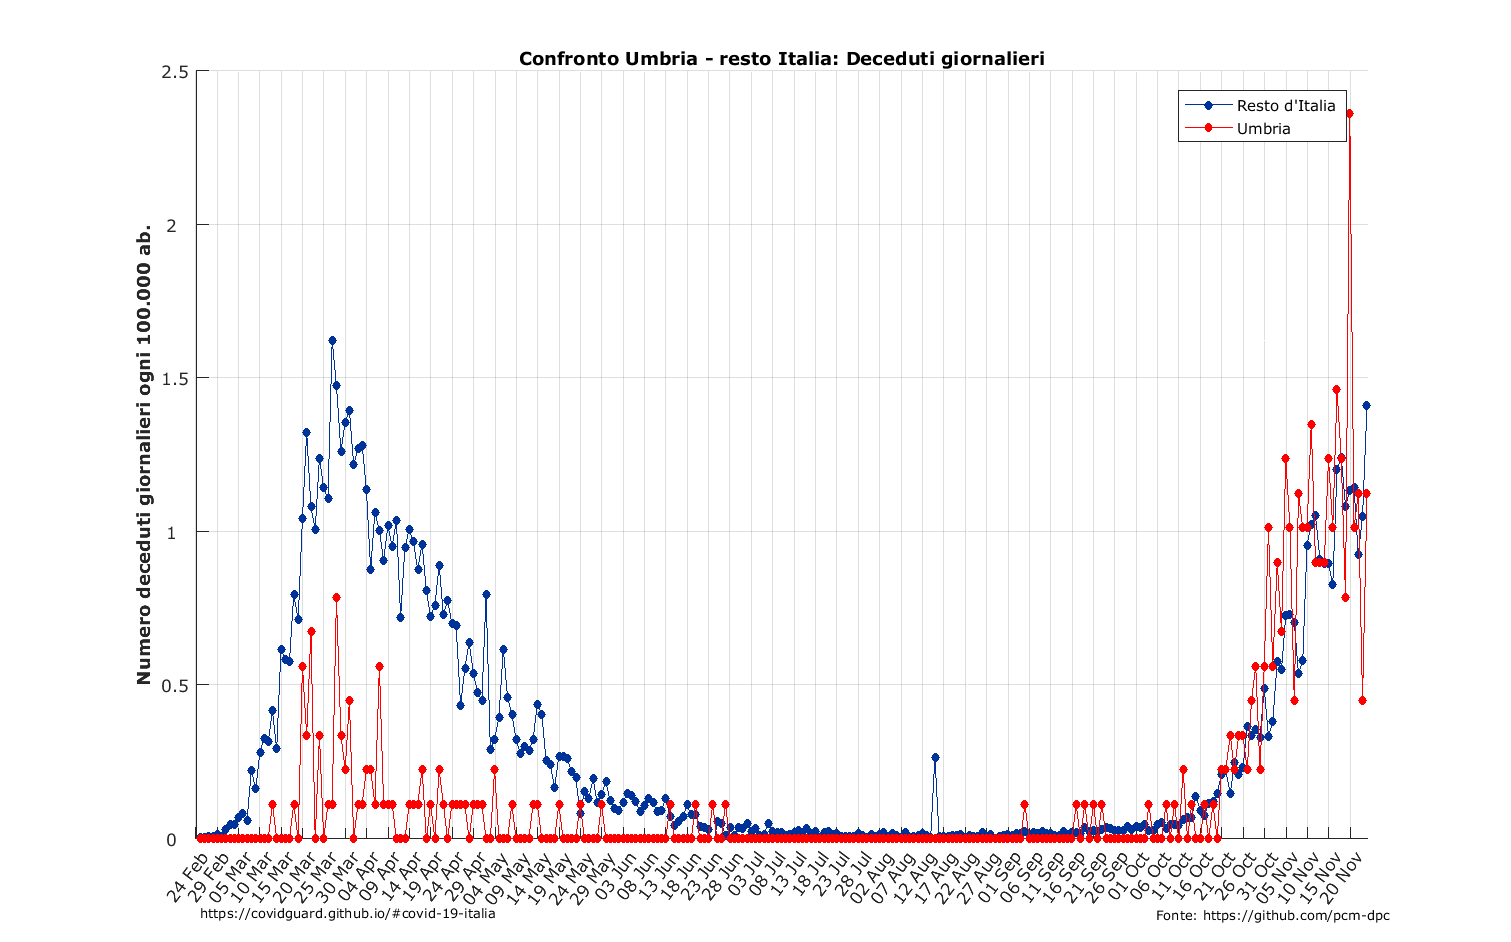 Confronto Umbria - resto Italia: Deceduti giornalieri
Numero deceduti giornalieri ogni 100.000 ab.
2.5
2
1.5
1
0.5
0
Resto d'Italia
Umbria
24 Feb
29 Feb
05 Mar
10 Mar
15 Mar
20 Mar
25 Mar
30 Mar
04 Apr
09 Apr
14 Apr
19 Apr
24 Apr
29 Apr
04 May
09 May
14 May
19 May
24 May
29 May
03 Jun
08 Jun
13 Jun
18 Jun
23 Jun
28 Jun
03 Jul
08 Jul
13 Jul
18 Jul
23 Jul
28 Jul
02 Aug
07 Aug
12 Aug
17 Aug
22 Aug
27 Aug
01 Sep
06 Sep
11 Sep
16 Sep
21 Sep
26 Sep
01 Oct
06 Oct
11 Oct
16 Oct
21 Oct
26 Oct
31 Oct
05 Nov
10 Nov
15 Nov
20 Nov
https://covidguard.github.io/#covid-19-italia
Fonte: https://github.com/pcm-dpc